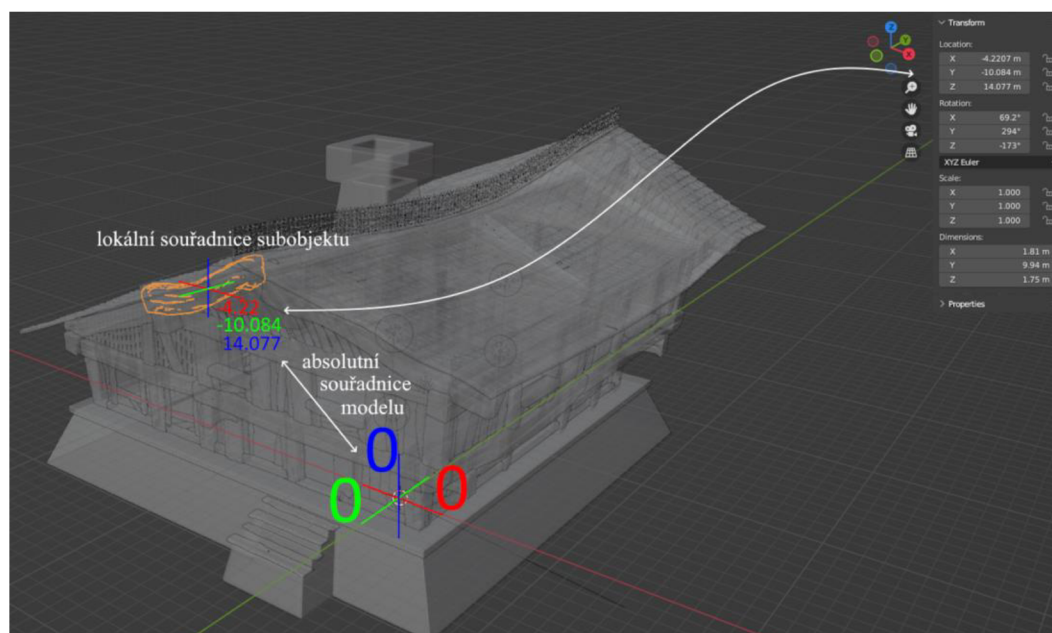 Transform
Location:
X -4.2207 m
Y -10.084 m
Z 14.077 m
Rotation:
X 69.2°
Y 294°
Z -173°
XYZ Euler
Scale:
X 1.000
Y 1.000
Z 1.000
Dimensions:
X 1.81 m
Y 9.94 m
Z 1.75 m
Properties
Z
Y
X
lokální souřadnice subobjektu
-4.22
-10.084
14.077
absolutní
souřadnice
modelu
0
0
0